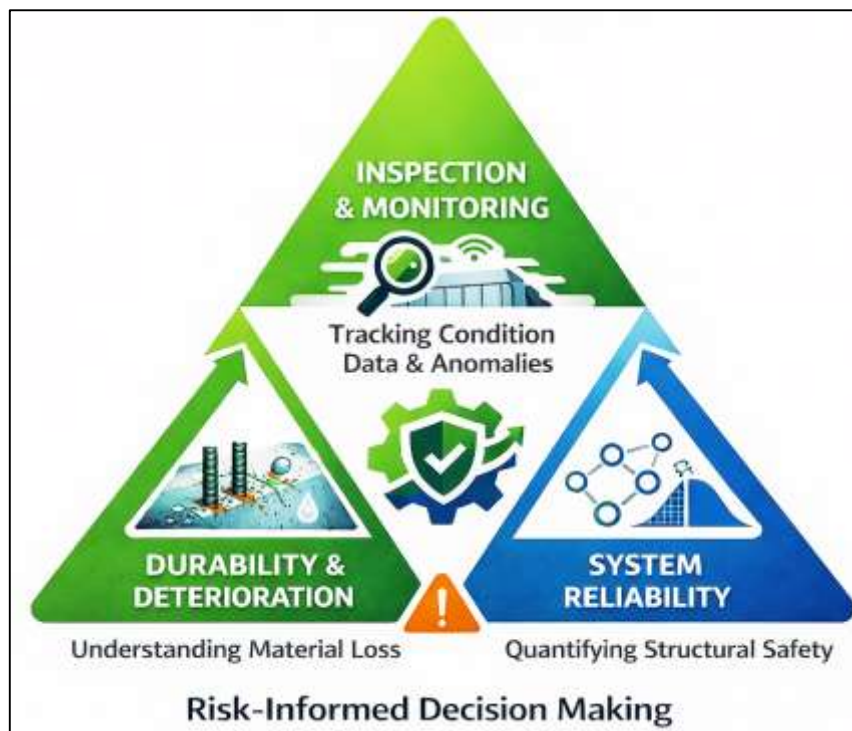 INSPECTION
& MONITORING
Tracking Condition
Data & Anomalies
DURABILITY &
DETERIORATION
SYSTEM
RELIABILITY
!
Understanding Material Loss
Quantifying Structural Safety
Risk-Informed Decision Making